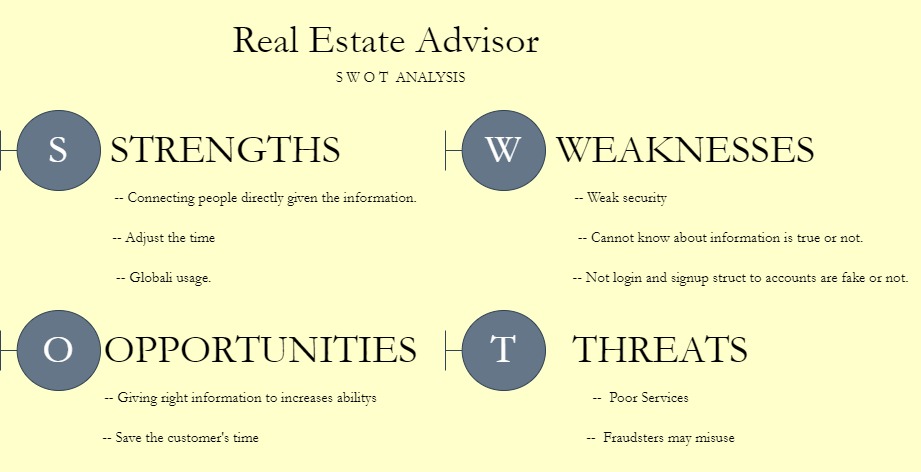 Real Estate Advisor
S W O T ANALYSIS
S STRENGTHS
-- Connecting people directly given the information.
-- Adjust the time
-- Globali usage.
W WEAKNESSES
-- Weak security
-- Cannot know about information is true or not.
-- Not login and signup struct to accounts are fake or not.
O OPPORTUNITIES
-- Giving right information to increases abilitys
-- Save the customer's time
T THREATS
-- Poor Services
-- Fraudsters may misuse